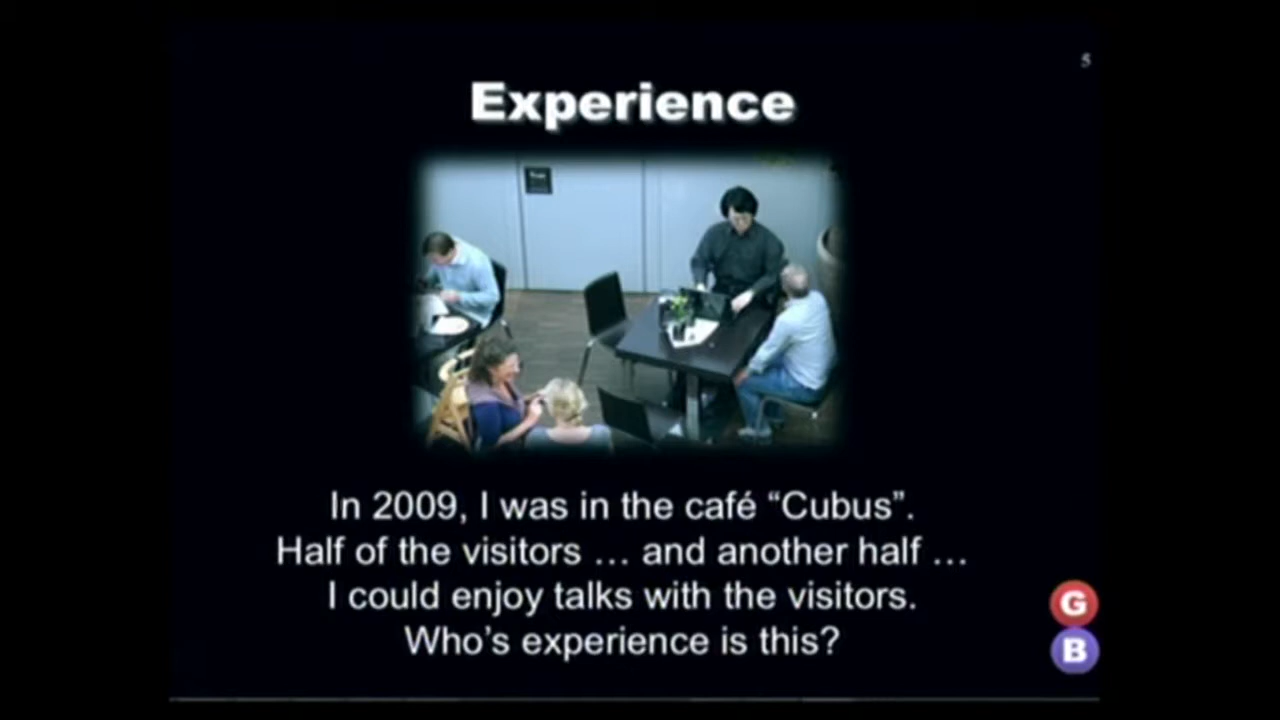 5
Experience
In 2009, I was in the café “Cubus”.
Half of the visitors … and another half …
I could enjoy talks with the visitors.
Who’s experience is this?
G
B